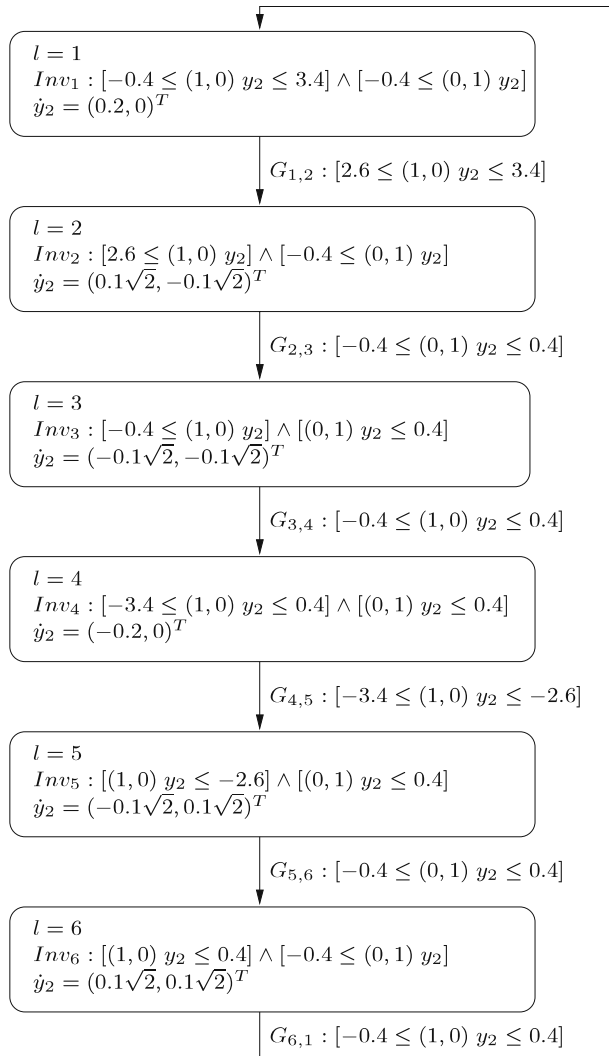 l = 1
Inv₁ : [−0.4 ≤ (1, 0) y₂ ≤ 3.4] ∧ [−0.4 ≤ (0, 1) y₂]
ẏ₂ = (0.2, 0)ᵀ
G₁,₂ : [2.6 ≤ (1, 0) y₂ ≤ 3.4]
l = 2
Inv₂ : [2.6 ≤ (1, 0) y₂] ∧ [−0.4 ≤ (0, 1) y₂]
ẏ₂ = (0.1√2, −0.1√2)ᵀ
G₂,₃ : [−0.4 ≤ (0, 1) y₂ ≤ 0.4]
l = 3
Inv₃ : [−0.4 ≤ (1, 0) y₂] ∧ [(0, 1) y₂ ≤ 0.4]
ẏ₂ = (−0.1√2, −0.1√2)ᵀ
G₃,₄ : [−0.4 ≤ (1, 0) y₂ ≤ 0.4]
l = 4
Inv₄ : [−3.4 ≤ (1, 0) y₂ ≤ 0.4] ∧ [(0, 1) y₂ ≤ 0.4]
ẏ₂ = (−0.2, 0)ᵀ
G₄,₅ : [−3.4 ≤ (1, 0) y₂ ≤ −2.6]
l = 5
Inv₅ : [(1, 0) y₂ ≤ −2.6] ∧ [(0, 1) y₂ ≤ 0.4]
ẏ₂ = (−0.1√2, 0.1√2)ᵀ
G₅,₆ : [−0.4 ≤ (0, 1) y₂ ≤ 0.4]
l = 6
Inv₆ : [(1, 0) y₂ ≤ 0.4] ∧ [−0.4 ≤ (0, 1) y₂]
ẏ₂ = (0.1√2, 0.1√2)ᵀ
G₆,₁ : [−0.4 ≤ (1, 0) y₂ ≤ 0.4]